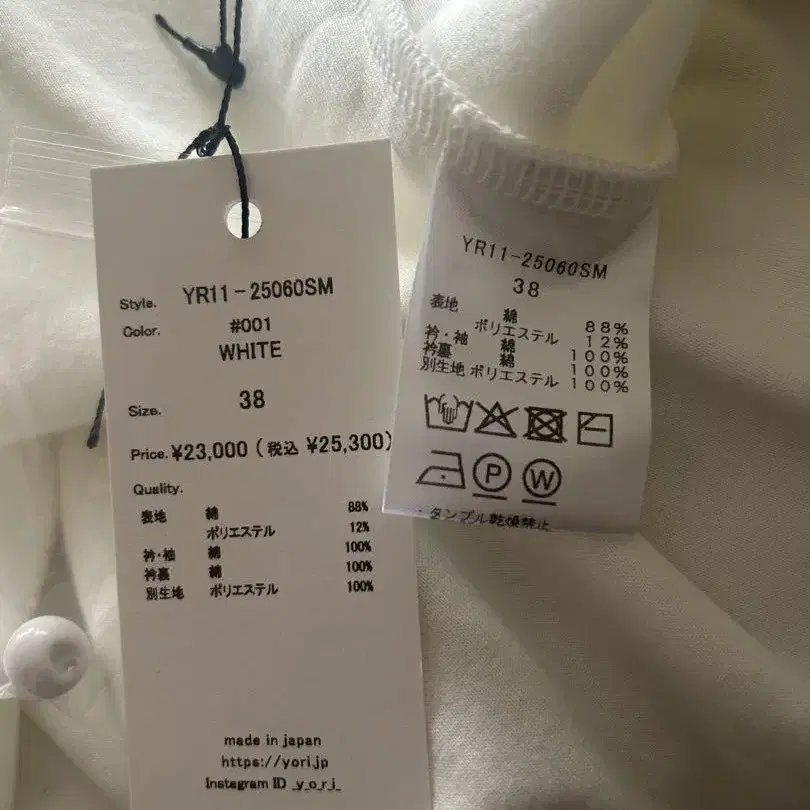 Style. YR11-25060SM
Color. #001
WHITE
Size. 38
Price. ¥23,000 (税込 ¥25,300)
Quality.
表地 綿 88%
ポリエステル 12%
衿・袖 綿 100%
衿裏 綿 100%
別生地 ポリエステル 100%
made in japan
https://yori.jp
Instagram ID _y_o_r_i_
YR11-25060SM
38
表地 綿 88%
ポリエステル 12%
衿・袖 綿 100%
衿裏 綿 100%
別生地 ポリエステル 100%
P W
・タンブル乾燥禁止